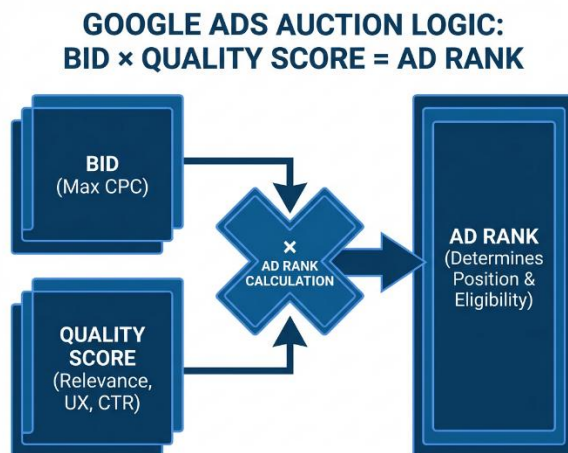 GOOGLE ADS AUCTION LOGIC:
BID × QUALITY SCORE = AD RANK
BID
(Max CPC)
×
AD RANK
CALCULATION
QUALITY
SCORE
(Relevance,
UX, CTR)
AD RANK
(Determines
Position &
Eligibility)